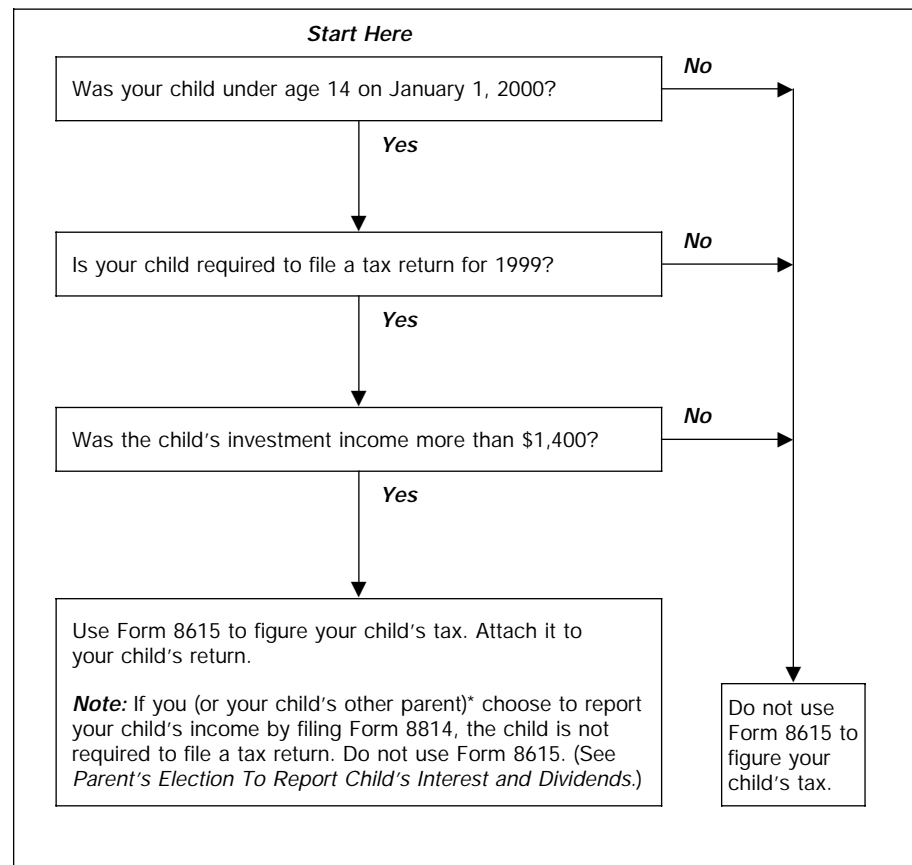 Start Here
Was your child under age 14 on January 1, 2000?
No
Yes
Is your child required to file a tax return for 1999?
No
Yes
Was the child’s investment income more than $1,400?
No
Yes
Use Form 8615 to figure your child’s tax. Attach it to
your child’s return.
Note: If you (or your child’s other parent)* choose to report
your child’s income by filing Form 8814, the child is not
required to file a tax return. Do not use Form 8615. (See
Parent’s Election To Report Child’s Interest and Dividends.)
Do not use
Form 8615 to
figure your
child’s tax.